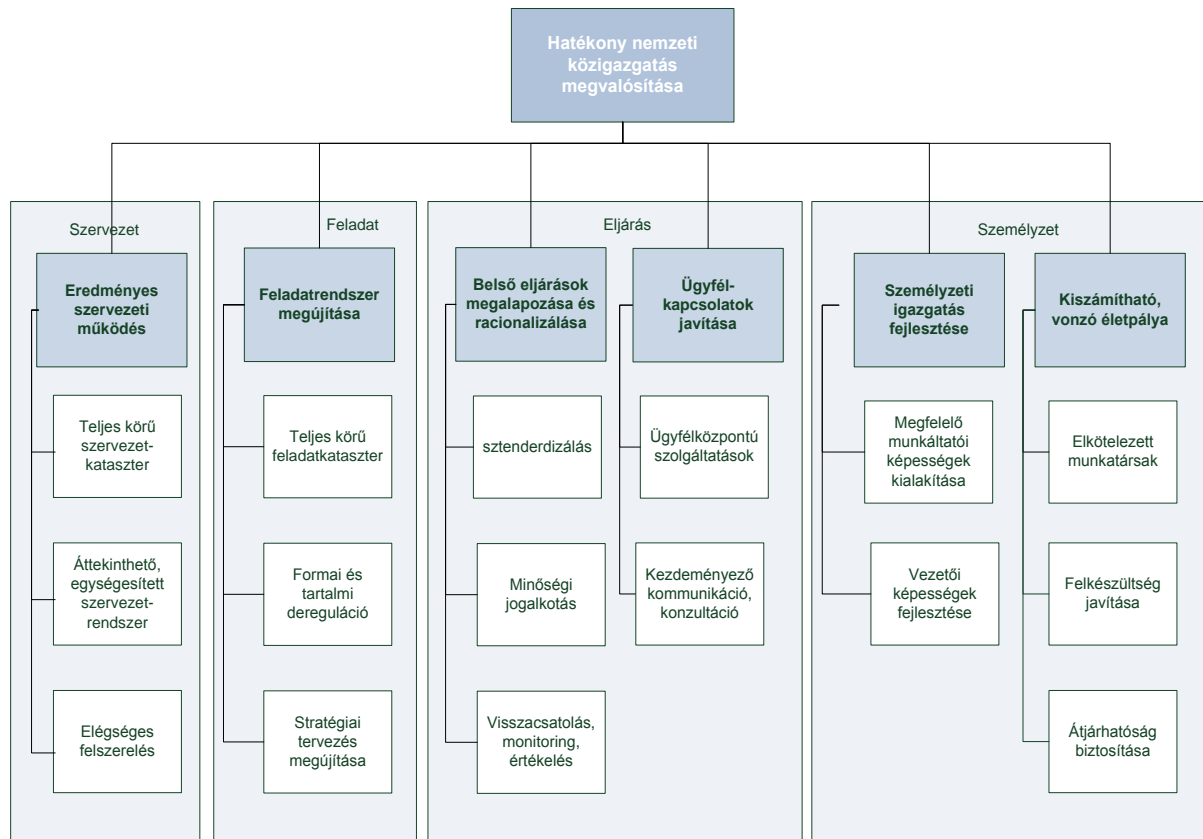 Hatékony nemzeti
közigazgatás
megvalósítása
Szervezet
Eredményes
szervezeti
működés
Teljes körű
szervezet-
kataszter
Áttekinthető,
egységesített
szervezet-
rendszer
Elégséges
felszerelés
Feladat
Feladatrendszer
megújítása
Teljes körű
feladatkataszter
Formai és
tartalmi
dereguláció
Stratégiai
tervezés
megújítása
Eljárás
Belső eljárások
megalapozása és
racionalizálása
sztenderdizálás
Minőségi
jogalkotás
Visszacsatolás,
monitoring,
értékelés
Ügyfél-
kapcsolatok
javítása
Ügyfélközpontú
szolgáltatások
Kezdeményező
kommunikáció,
konzultáció
Személyzet
Személyzeti
igazgatás
fejlesztése
Megfelelő
munkáltatói
képességek
kialakítása
Vezetői
képességek
fejlesztése
Kiszámítható,
vonzó életpálya
Elkötelezett
munkatársak
Felkészültség
javítása
Átjárhatóság
biztosítása